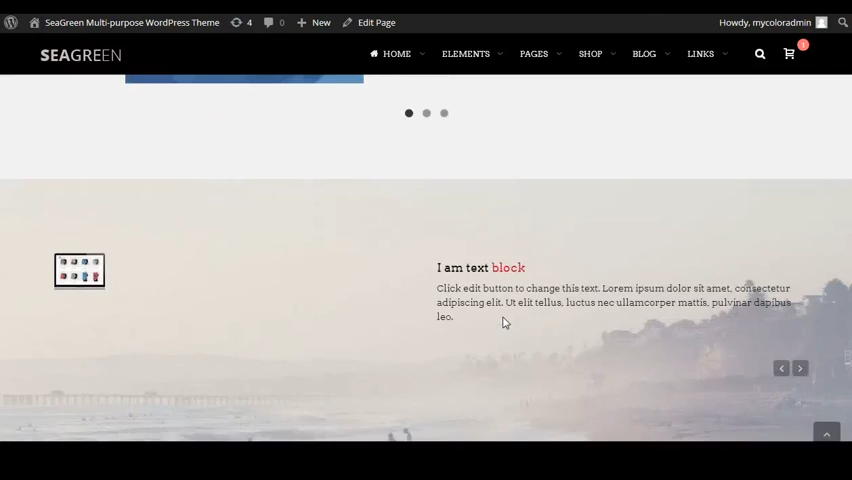 SeaGreen Multi-purpose WordPress Theme 4 0 New Edit Page Howdy, mycoloradmin
SEAGREEN HOME ELEMENTS PAGES SHOP BLOG LINKS 1
I am text block
Click edit button to change this text. Lorem ipsum dolor sit amet, consectetur
adipiscing elit. Ut elit tellus, luctus nec ullamcorper mattis, pulvinar dapibus
leo.